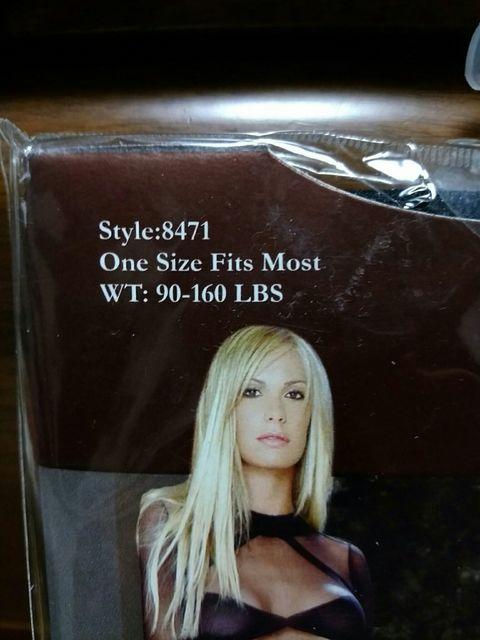 Style:8471
One Size Fits Most
WT: 90-160 LBS